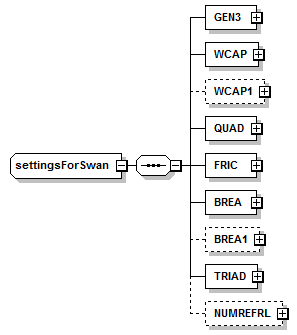 GEN3
WCAP
WCAP1
QUAD
settingsForSwan
FRIC
BREA
BREA1
TRIAD
NUMREFRL